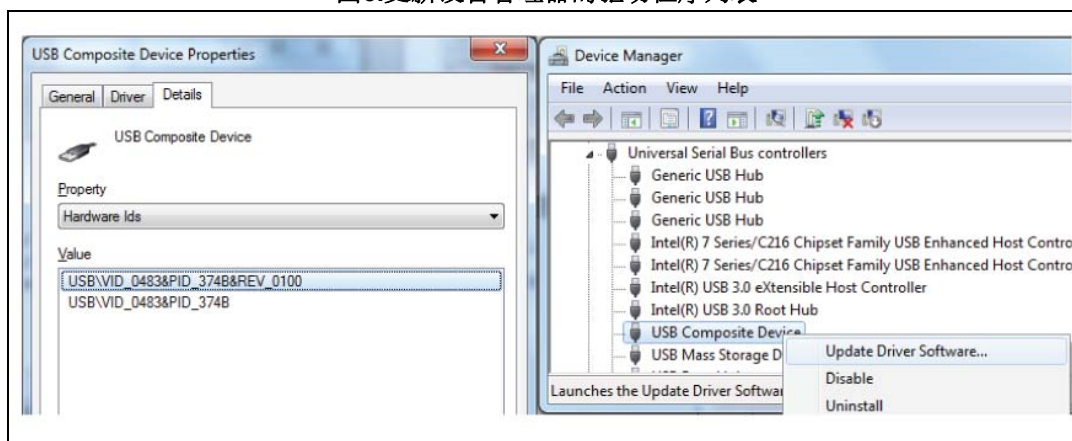 USB Composite Device Properties
General Driver Details
USB Composite Device
Property
Hardware Ids
Value
USB\VID_0483&PID_374B&REV_0100
USB\VID_0483&PID_374B
Device Manager
File Action View Help
Universal Serial Bus controllers
Generic USB Hub
Generic USB Hub
Generic USB Hub
Intel(R) 7 Series/C216 Chipset Family USB Enhanced Host Contro
Intel(R) 7 Series/C216 Chipset Family USB Enhanced Host Contro
Intel(R) USB 3.0 eXtensible Host Controller
Intel(R) USB 3.0 Root Hub
USB Composite Device
USB Mass Storage D
Launches the Update Driver Softwar
Update Driver Software...
Disable
Uninstall